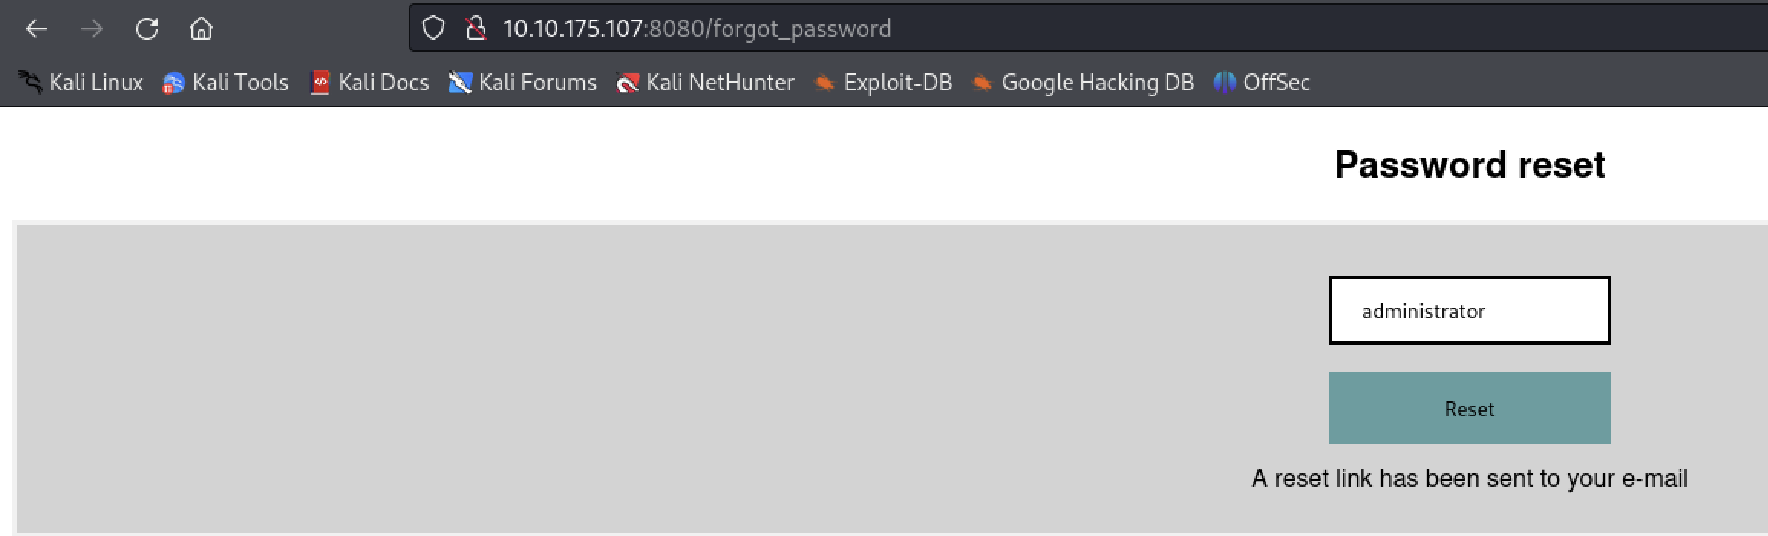 10.10.175.107:8080/forgot_password
Kali Linux Kali Tools Kali Docs Kali Forums Kali NetHunter Exploit-DB Google Hacking DB OffSec
Password reset
administrator
Reset
A reset link has been sent to your e-mail